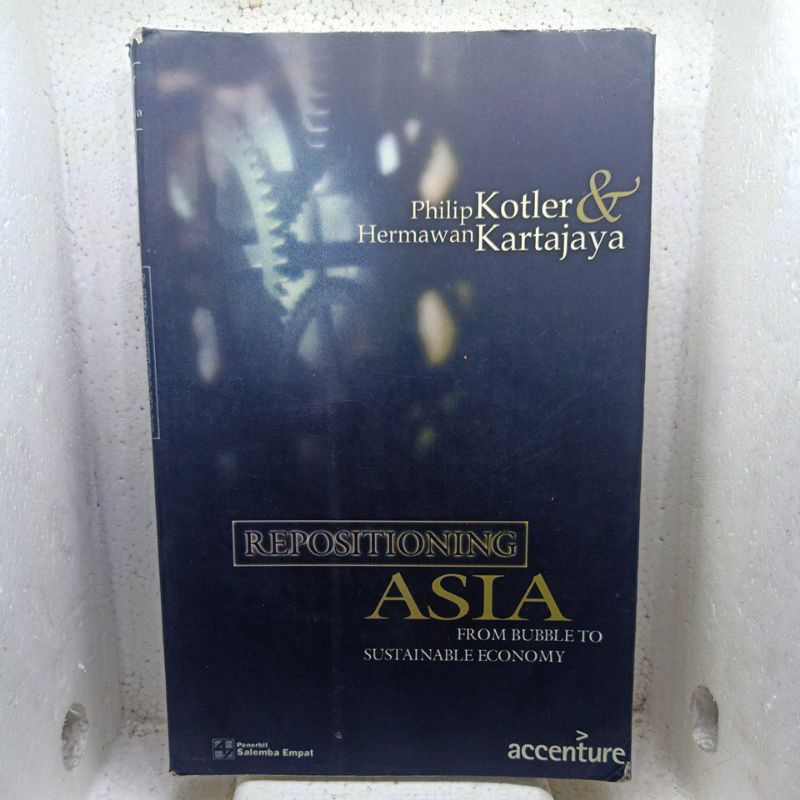 Philip Kotler &
Hermawan Kartajaya
REPOSITIONING
ASIA
FROM BUBBLE TO
SUSTAINABLE ECONOMY
Penerbit
Salemba Empat
>
accenture